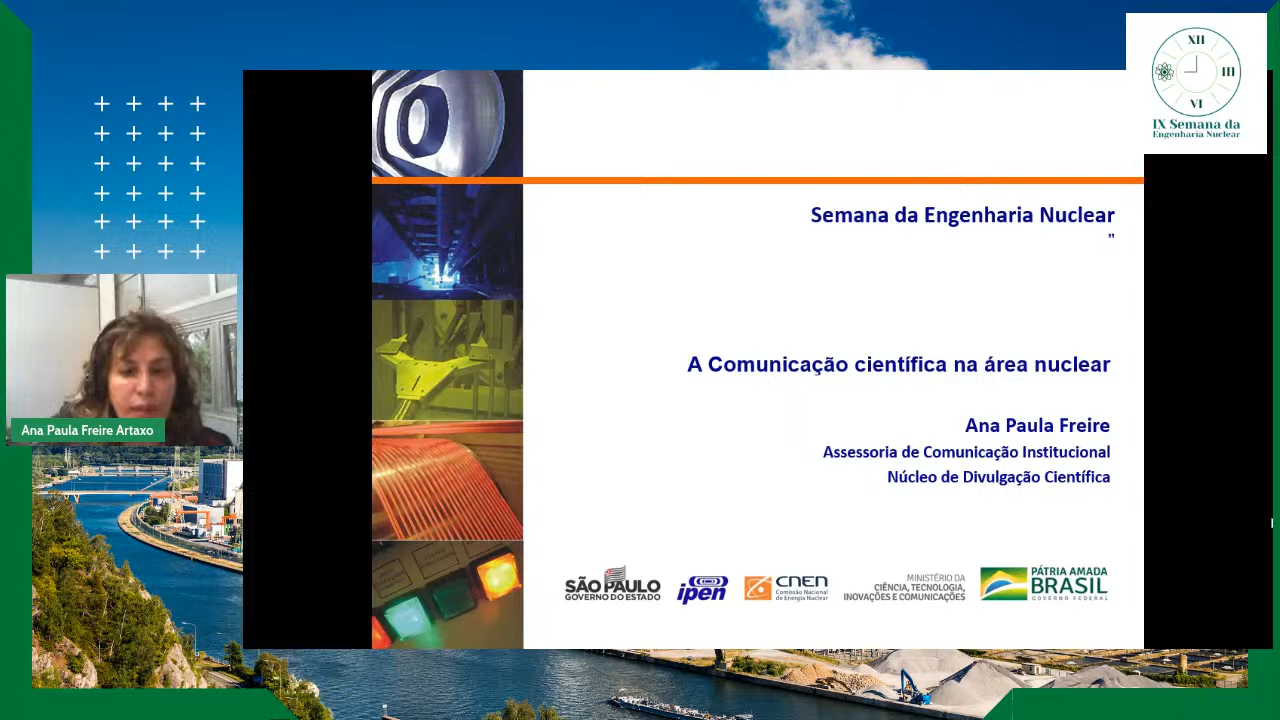 XII
III
VI
IX Semana da
Engenharia Nuclear
Semana da Engenharia Nuclear
”
A Comunicação científica na área nuclear
Ana Paula Freire
Assessoria de Comunicação Institucional
Núcleo de Divulgação Científica
Ana Paula Freire Artaxo
SÃO PAULO
GOVERNO DO ESTADO
ipen
CNEN
Comissão Nacional
de Energia Nuclear
MINISTÉRIO DA
CIÊNCIA, TECNOLOGIA,
INOVAÇÕES E COMUNICAÇÕES
PÁTRIA AMADA
BRASIL
GOVERNO FEDERAL